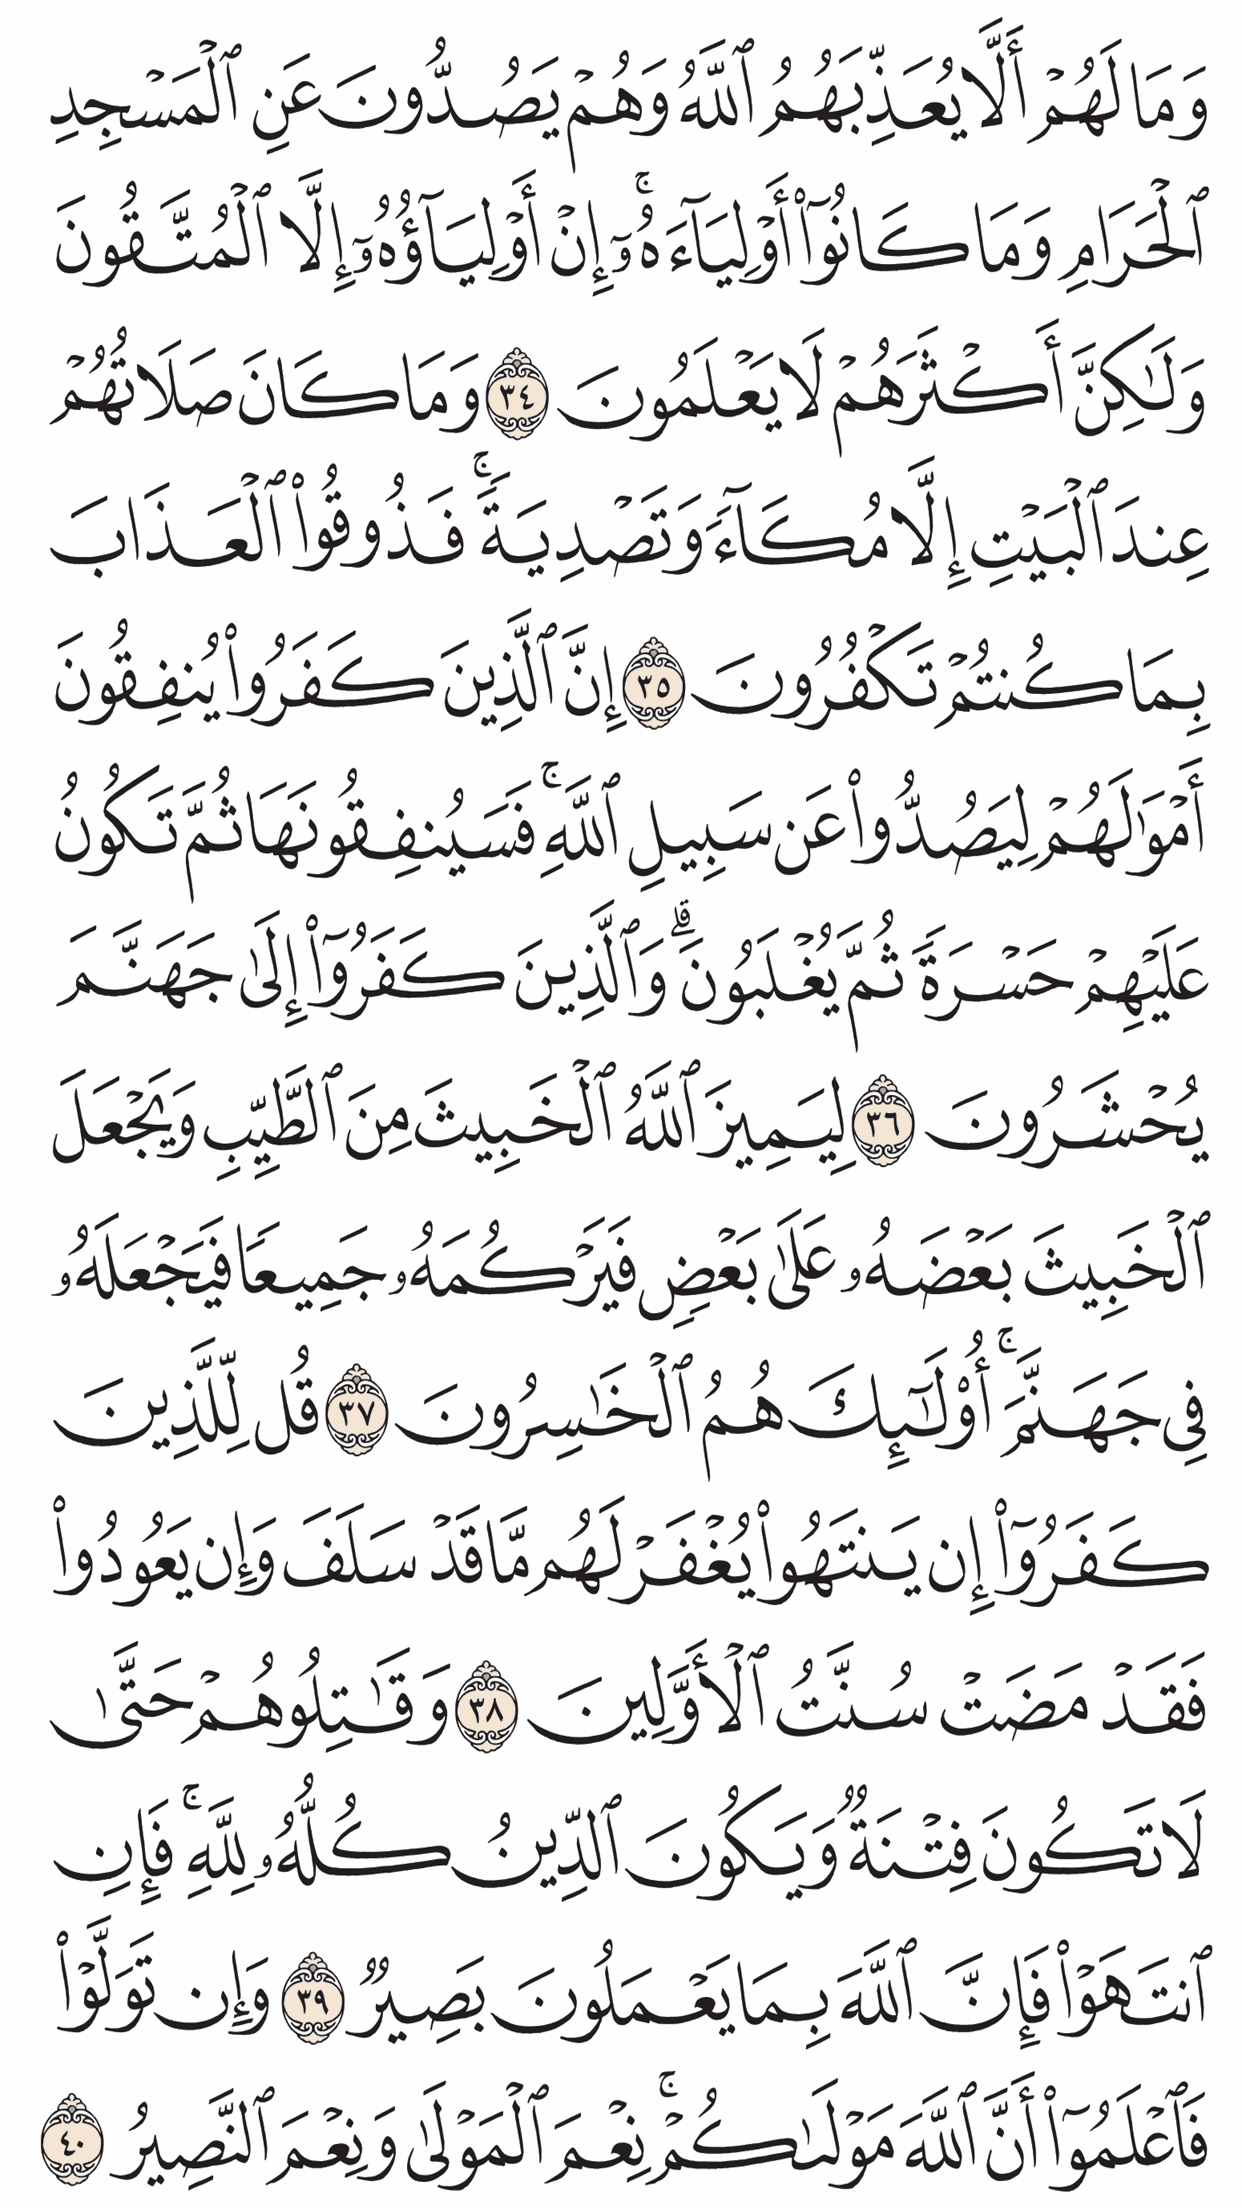 وَمَا لَهُمْ أَلَّا يُعَذِّبَهُمُ ٱللَّهُ وَهُمْ يَصُدُّونَ عَنِ ٱلْمَسْجِدِ
ٱلْحَرَامِ وَمَا كَانُوٓا۟ أَوْلِيَآءَهُۥٓ ۚ إِنْ أَوْلِيَآؤُهُۥٓ إِلَّا ٱلْمُتَّقُونَ
وَلَٰكِنَّ أَكْثَرَهُمْ لَا يَعْلَمُونَ ٣٤ وَمَا كَانَ صَلَاتُهُمْ
عِندَ ٱلْبَيْتِ إِلَّا مُكَآءً وَتَصْدِيَةً ۚ فَذُوقُوا۟ ٱلْعَذَابَ
بِمَا كُنتُمْ تَكْفُرُونَ ٣٥ إِنَّ ٱلَّذِينَ كَفَرُوا۟ يُنفِقُونَ
أَمْوَٰلَهُمْ لِيَصُدُّوا۟ عَن سَبِيلِ ٱللَّهِ ۚ فَسَيُنفِقُونَهَا ثُمَّ تَكُونُ
عَلَيْهِمْ حَسْرَةً ثُمَّ يُغْلَبُونَ ۗ وَٱلَّذِينَ كَفَرُوٓا۟ إِلَىٰ جَهَنَّمَ
يُحْشَرُونَ ٣٦ لِيَمِيزَ ٱللَّهُ ٱلْخَبِيثَ مِنَ ٱلطَّيِّبِ وَيَجْعَلَ
ٱلْخَبِيثَ بَعْضَهُۥ عَلَىٰ بَعْضٍ فَيَرْكُمَهُۥ جَمِيعًا فَيَجْعَلَهُۥ
فِى جَهَنَّمَ ۚ أُو۟لَٰٓئِكَ هُمُ ٱلْخَٰسِرُونَ ٣٧ قُل لِّلَّذِينَ
كَفَرُوٓا۟ إِن يَنتَهُوا۟ يُغْفَرْ لَهُم مَّا قَدْ سَلَفَ وَإِن يَعُودُوا۟
فَقَدْ مَضَتْ سُنَّتُ ٱلْأَوَّلِينَ ٣٨ وَقَٰتِلُوهُمْ حَتَّىٰ
لَا تَكُونَ فِتْنَةٌ وَيَكُونَ ٱلدِّينُ كُلُّهُۥ لِلَّهِ ۚ فَإِنِ
ٱنتَهَوْا۟ فَإِنَّ ٱللَّهَ بِمَا يَعْمَلُونَ بَصِيرٌ ٣٩ وَإِن تَوَلَّوْا۟
فَٱعْلَمُوٓا۟ أَنَّ ٱللَّهَ مَوْلَىٰكُمْ ۚ نِعْمَ ٱلْمَوْلَىٰ وَنِعْمَ ٱلنَّصِيرُ ٤٠